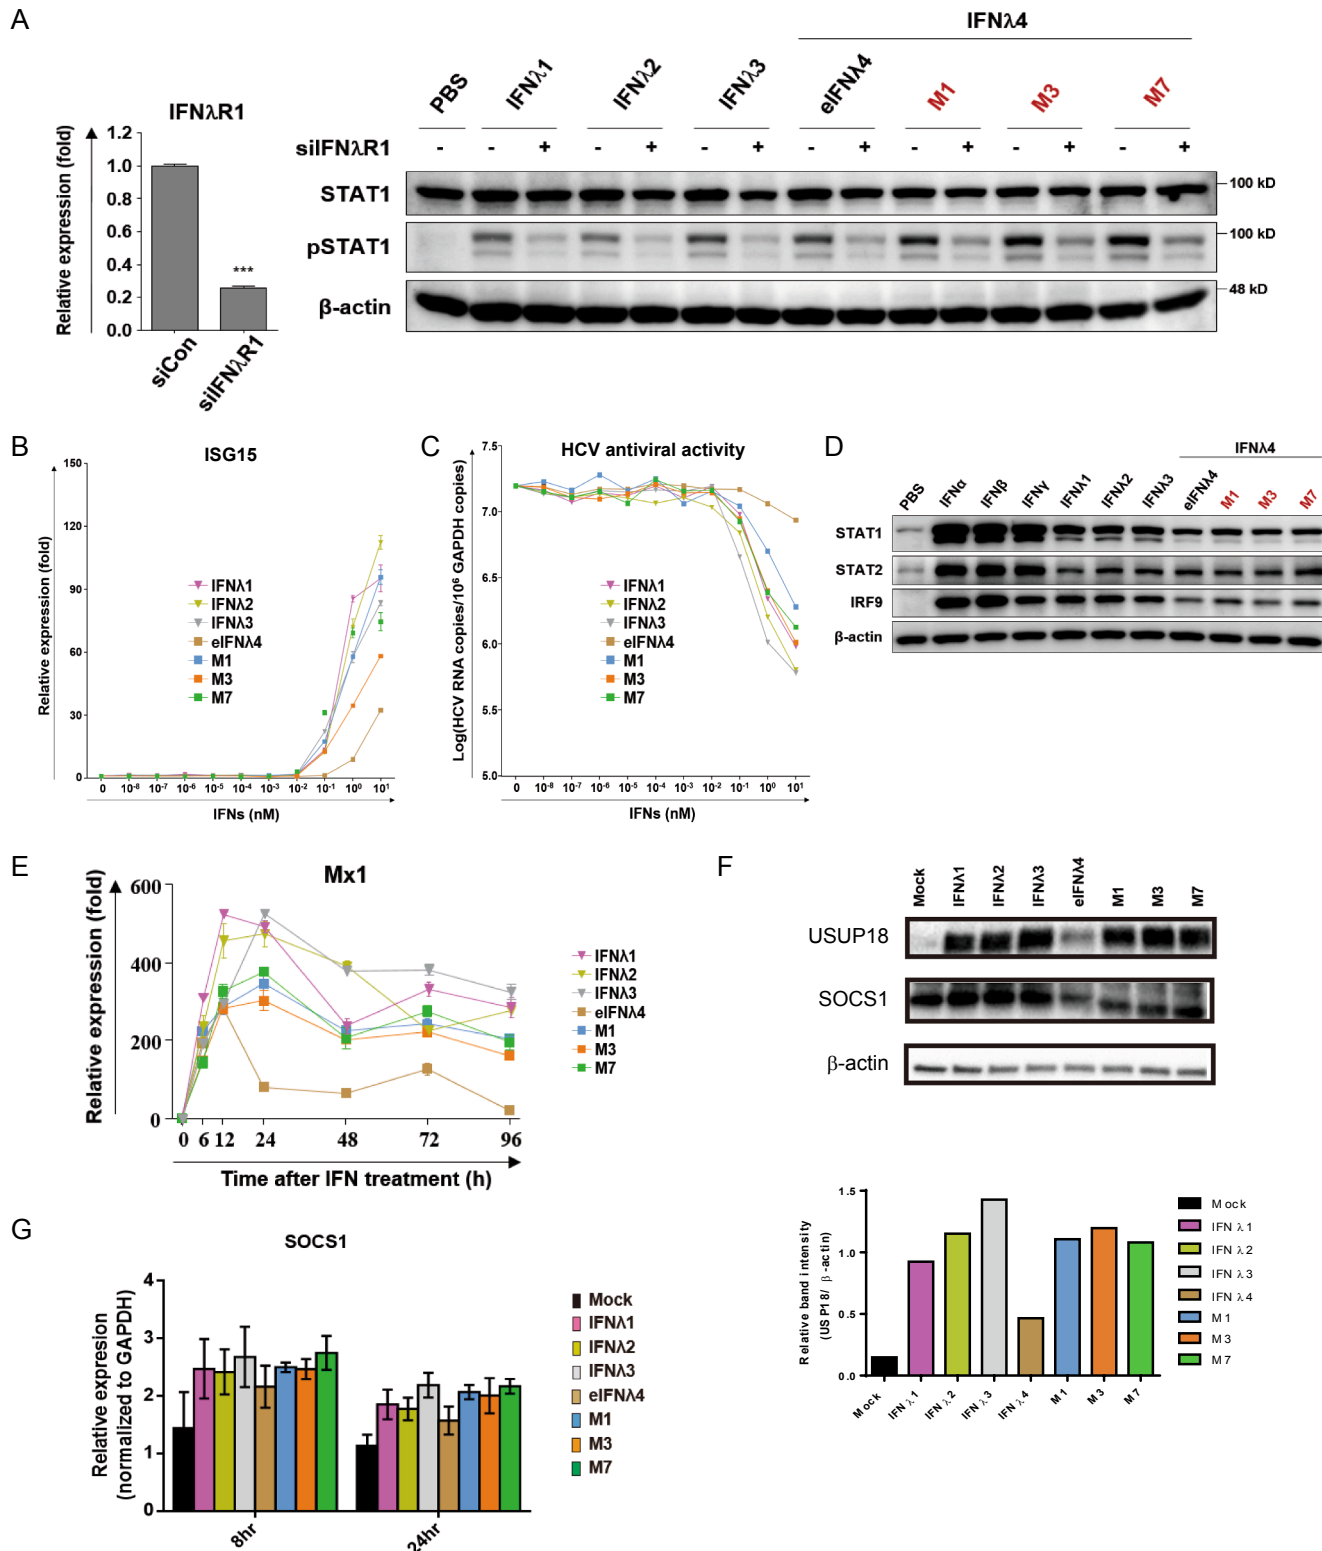 A
IFNλR1
Relative expression (fold)
1.2
1.0
0.8
0.6
0.4
0.2
0.0
***
siCon
siIFNλR1
IFNλ4
PBS
IFNλ1
IFNλ2
IFNλ3
eIFNλ4
M1
M3
M7
siIFNλR1
- - + - + - + - + - + - + - +
STAT1
100 kD
pSTAT1
100 kD
β-actin
48 kD
B
ISG15
Relative expression (fold)
150
120
90
60
30
0
IFNλ1
IFNλ2
IFNλ3
eIFNλ4
M1
M3
M7
0 10⁻⁸ 10⁻⁷ 10⁻⁶ 10⁻⁵ 10⁻⁴ 10⁻³ 10⁻² 10⁻¹ 10⁰ 10¹
IFNs (nM)
C
HCV antiviral activity
Log(HCV RNA copies/10⁶ GAPDH copies)
7.5
7.0
6.5
6.0
5.5
5.0
IFNλ1
IFNλ2
IFNλ3
eIFNλ4
M1
M3
M7
0 10⁻⁸ 10⁻⁷ 10⁻⁶ 10⁻⁵ 10⁻⁴ 10⁻³ 10⁻² 10⁻¹ 10⁰ 10¹
IFNs (nM)
D
IFNλ4
PBS
IFNα
IFNβ
IFNγ
IFNλ1
IFNλ2
IFNλ3
eIFNλ4
M1
M3
M7
STAT1
STAT2
IRF9
β-actin
E
Mx1
Relative expression (fold)
600
400
200
0
0 6 12 24 48 72 96
Time after IFN treatment (h)
IFNλ1
IFNλ2
IFNλ3
eIFNλ4
M1
M3
M7
F
Mock
IFNλ1
IFNλ2
IFNλ3
eIFNλ4
M1
M3
M7
USUP18
SOCS1
β-actin
Relative band intensity
(USP18/ β-actin)
1.5
1.0
0.5
0.0
Mock
IFN λ1
IFN λ2
IFN λ3
IFN λ4
M1
M3
M7
Mock
IFN λ1
IFN λ2
IFN λ3
IFN λ4
M1
M3
M7
G
SOCS1
Relative expresion
(normalized to GAPDH)
4
3
2
1
0
8hr
24hr
Mock
IFNλ1
IFNλ2
IFNλ3
eIFNλ4
M1
M3
M7